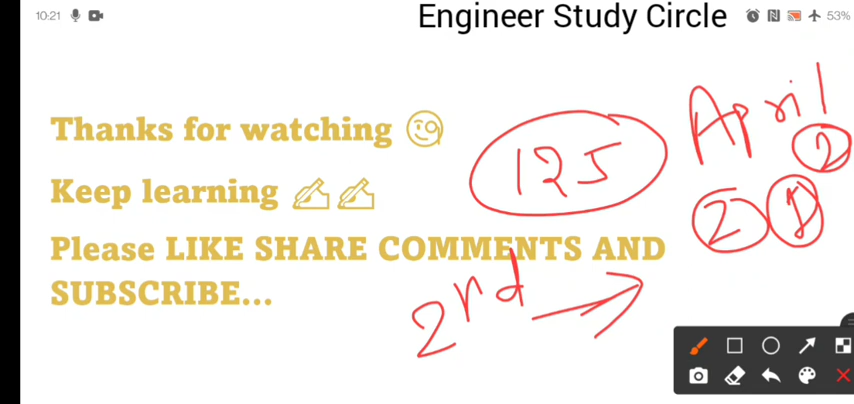 10:21
Engineer Study Circle
53%
Thanks for watching
Keep learning
Please LIKE SHARE COMMENTS AND
SUBSCRIBE...
125
April
2
2
2nd